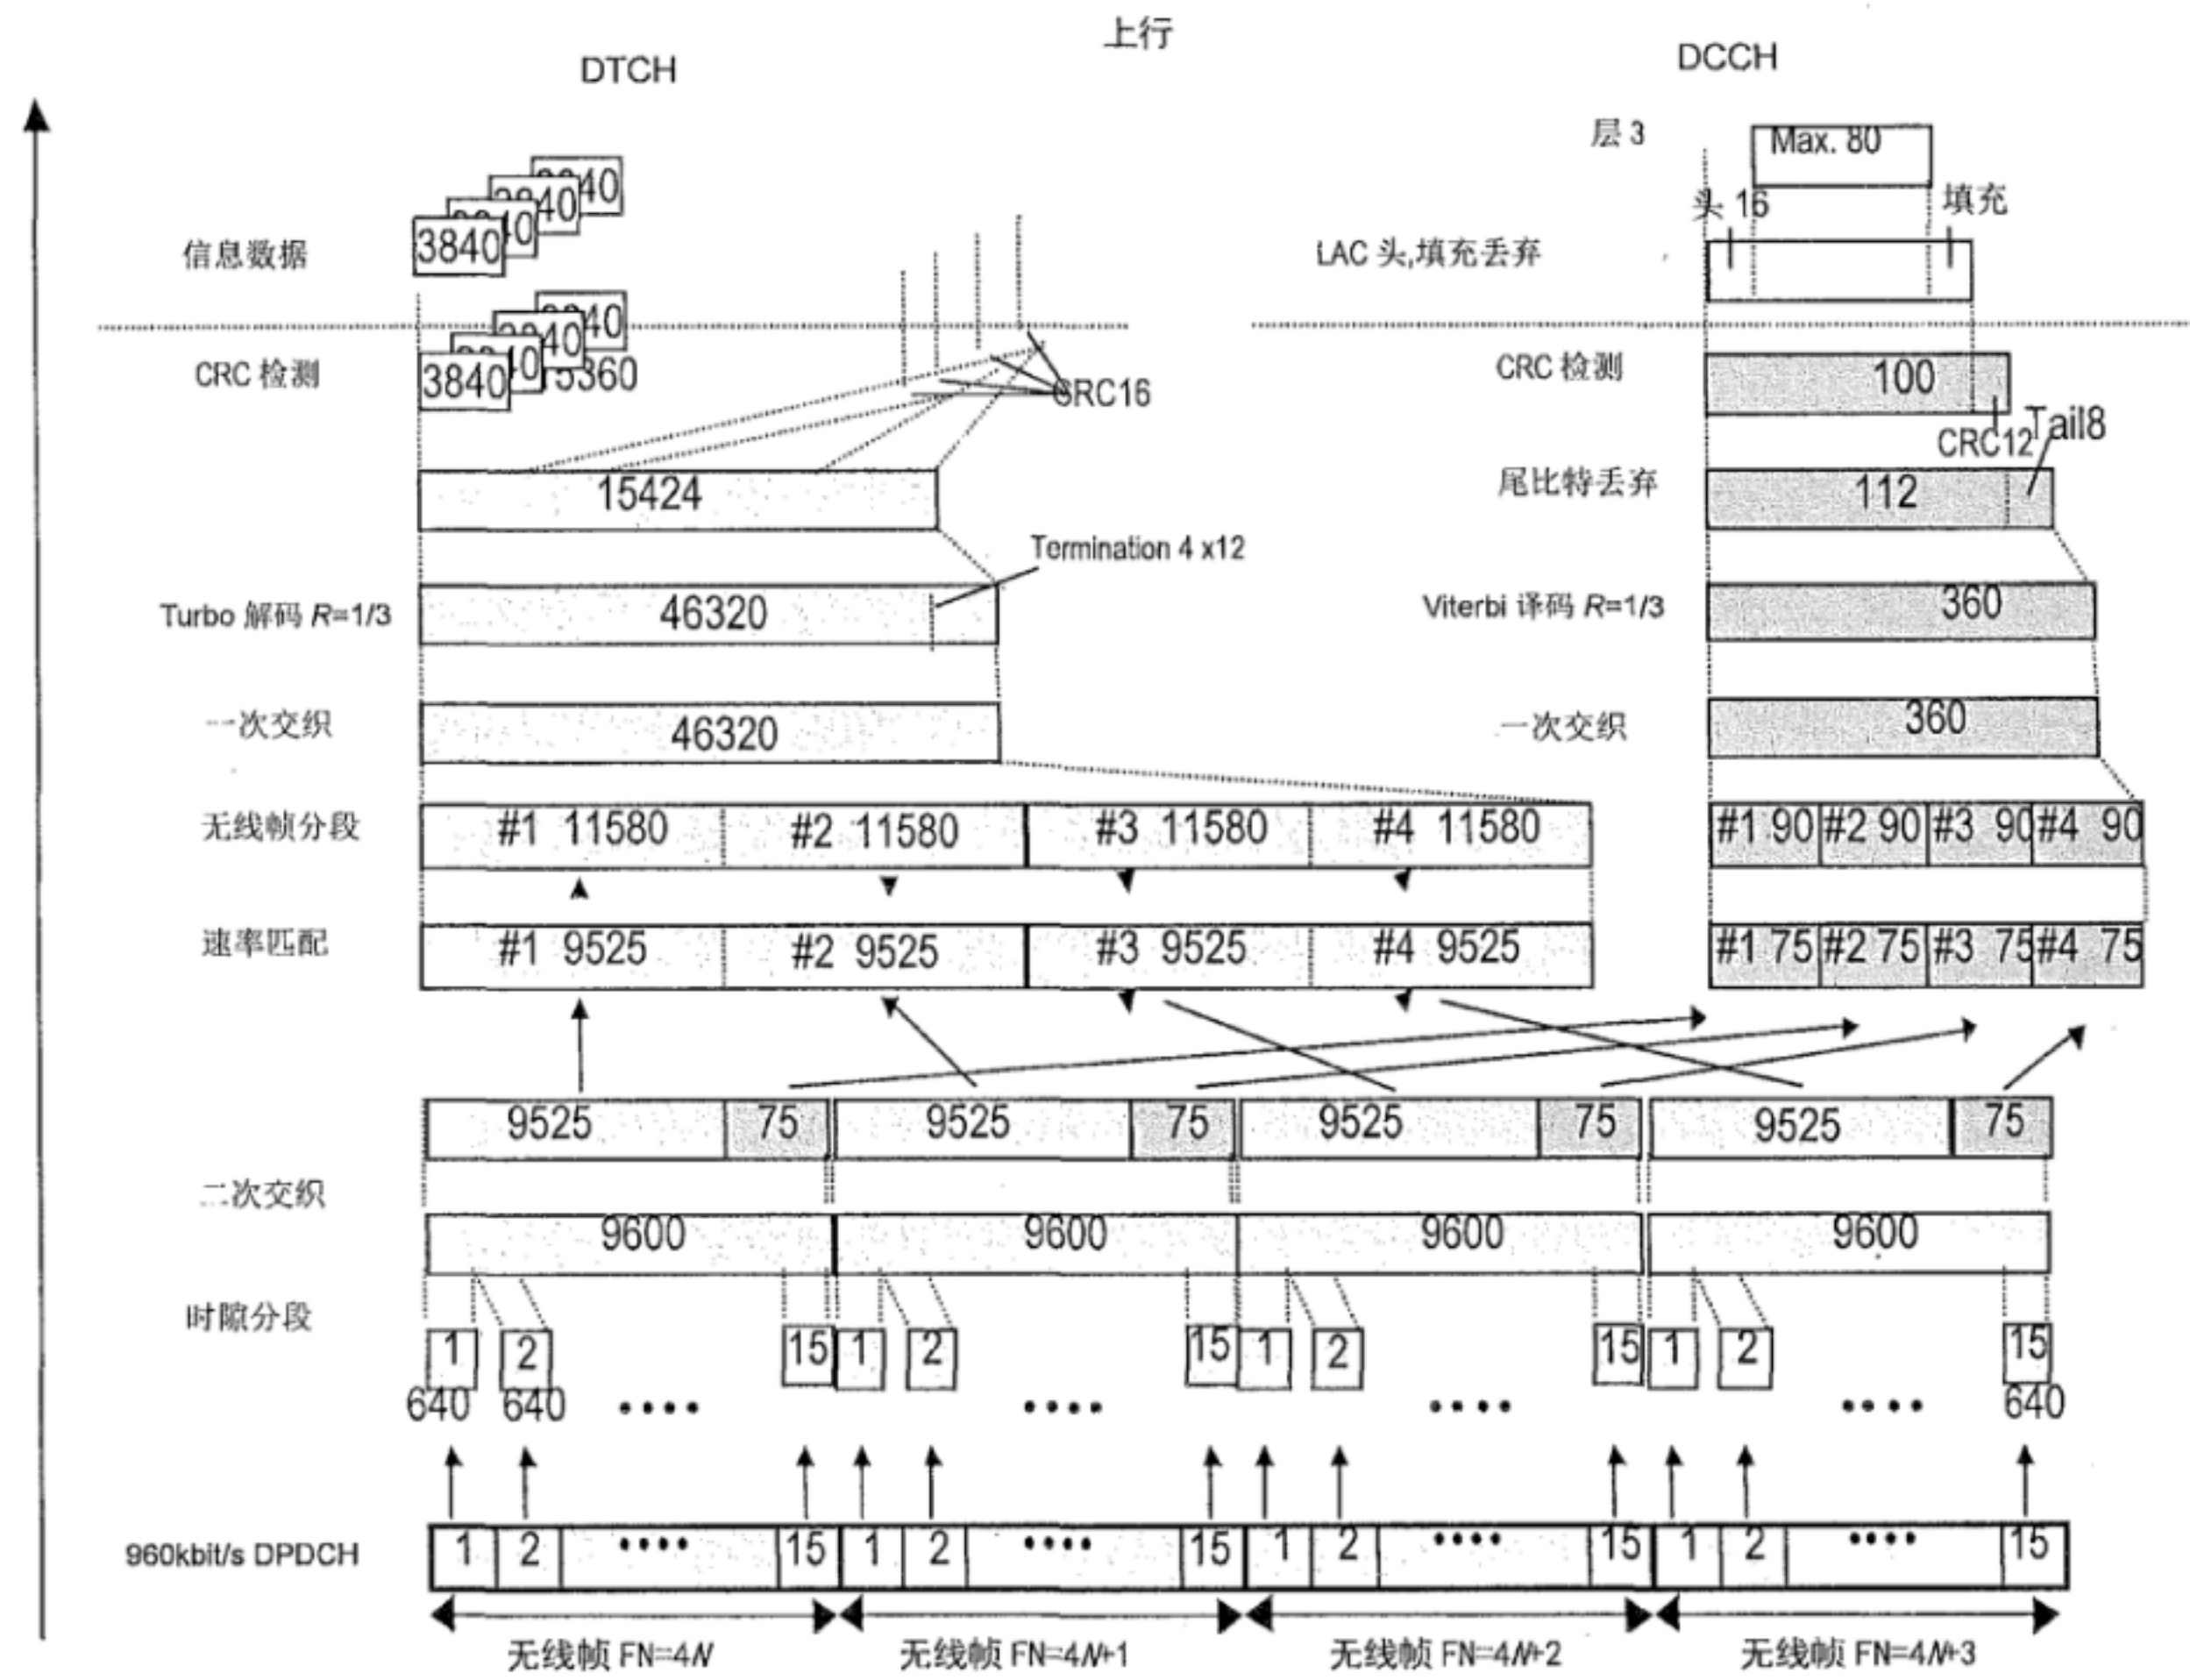 上行
DTCH
DCCH
层 3
Max. 80
头 16
填充
3840
信息数据
LAC 头,填充丢弃
CRC 检测
3840
CRC16
CRC 检测
100
CRC12
Tail8
15424
尾比特丢弃
112
Termination 4 x12
Turbo 解码 R=1/3
46320
Viterbi 译码 R=1/3
360
一次交织
46320
一次交织
360
无线帧分段
#1 11580 #2 11580 #3 11580 #4 11580
#1 90 #2 90 #3 90 #4 90
速率匹配
#1 9525 #2 9525 #3 9525 #4 9525
#1 75 #2 75 #3 75 #4 75
9525 75 9525 75 9525 75 9525 75
二次交织
9600 9600 9600 9600
时隙分段
1 2 15 1 2 15 1 2 15 1 2 15
640 640 •••• •••• •••• •••• 640
960kbit/s DPDCH
1 2 •••• 15 1 2 •••• 15 1 2 •••• 15 1 2 •••• 15
无线帧 FN=4N 无线帧 FN=4N+1 无线帧 FN=4N+2 无线帧 FN=4N+3